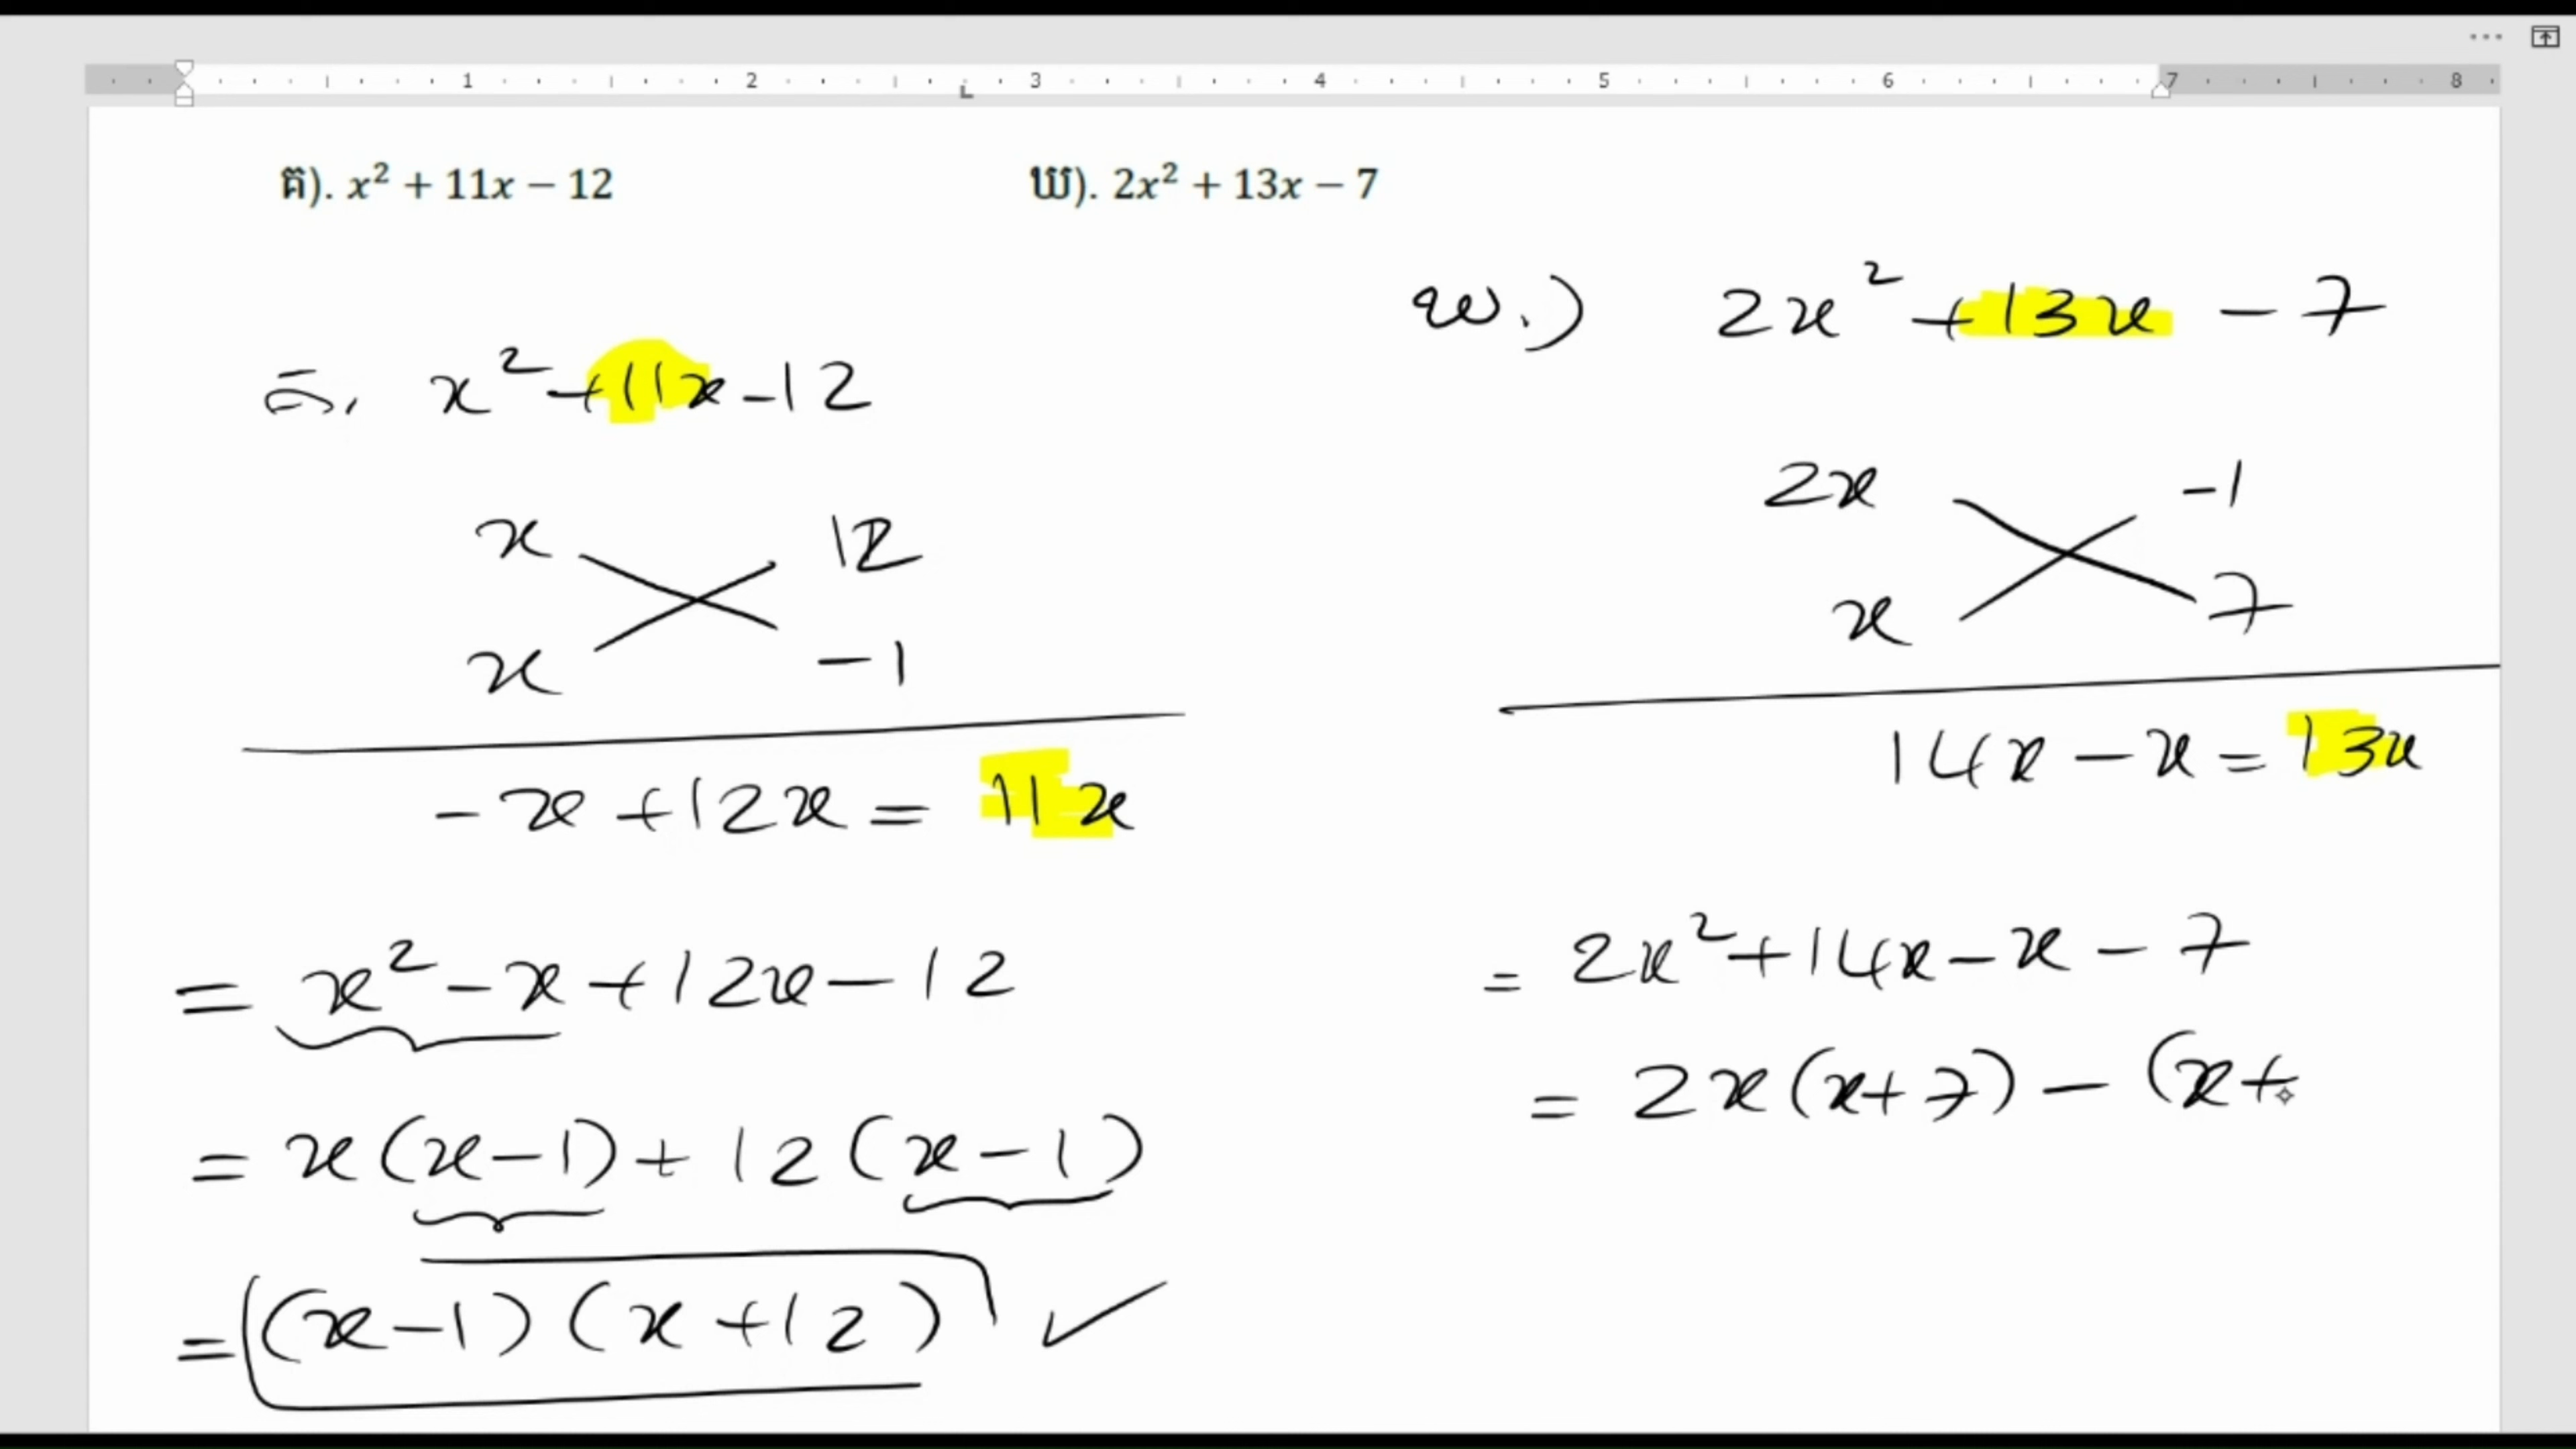 1 2 3 4 5 6 7 8
គ). x² + 11x − 12 ឃ). 2x² + 13x − 7
គ, x² + 11x − 12
x 12
x −1
−x + 12x = 11x
= x² − x + 12x − 12
= x(x − 1) + 12(x − 1)
= (x − 1)(x + 12) ✓
ឃ.) 2x² + 13x − 7
2x −1
x 7
14x − x = 13x
= 2x² + 14x − x − 7
= 2x(x + 7) − (x +